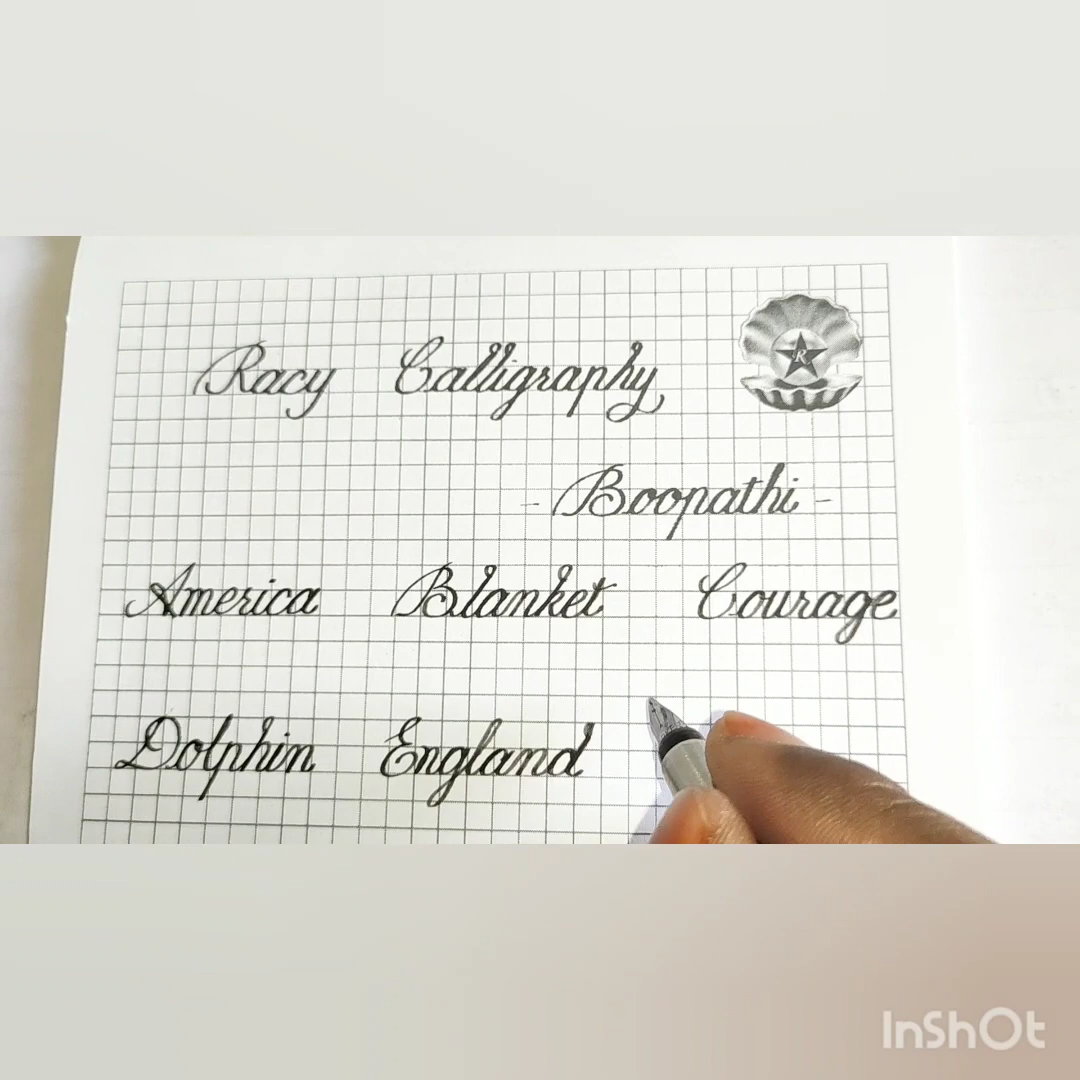 Racy Calligraphy
R
- Boopathi -
America Blanket Courage
Dolphin England
InShOt